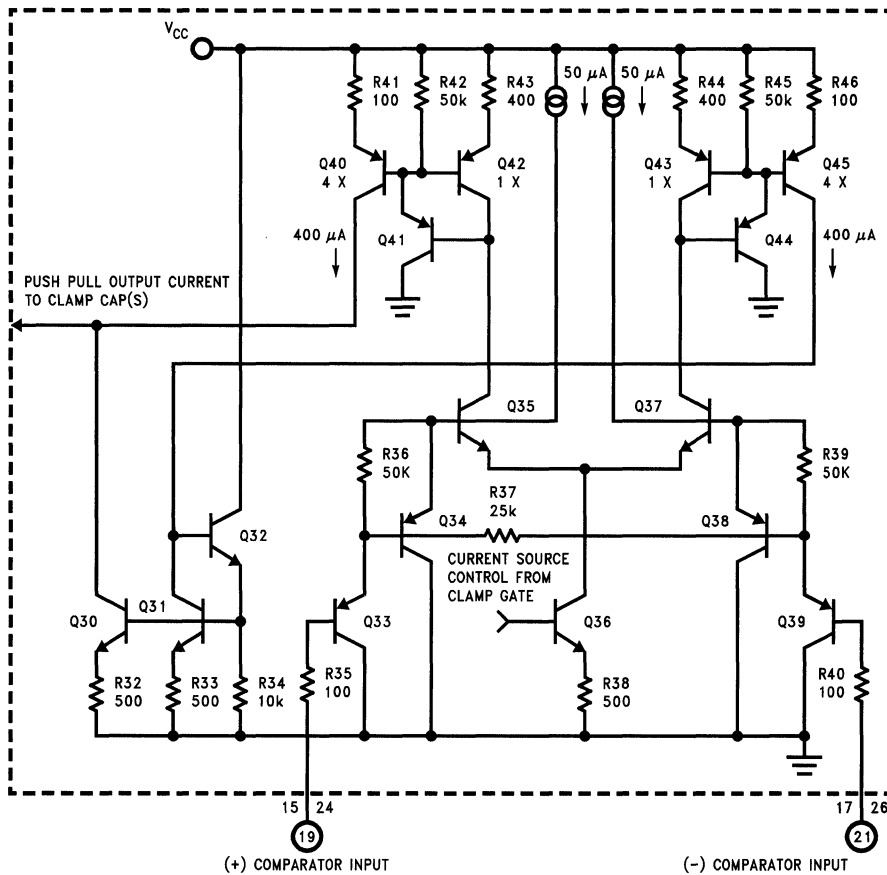 VCC
R41
100
R42
50k
R43
400
50 µA
50 µA
R44
400
R45
50k
R46
100
Q40
4 X
Q42
1 X
Q43
1 X
Q45
4 X
400 µA
Q41
Q44
400 µA
PUSH PULL OUTPUT CURRENT
TO CLAMP CAP(S)
Q35
Q37
R36
50K
R39
50K
R37
25k
Q34
Q38
Q32
CURRENT SOURCE
CONTROL FROM
CLAMP GATE
Q30
Q31
Q33
Q36
Q39
R32
500
R33
500
R34
10k
R35
100
R38
500
R40
100
15
24
17
26
19
21
(+) COMPARATOR INPUT
(-) COMPARATOR INPUT